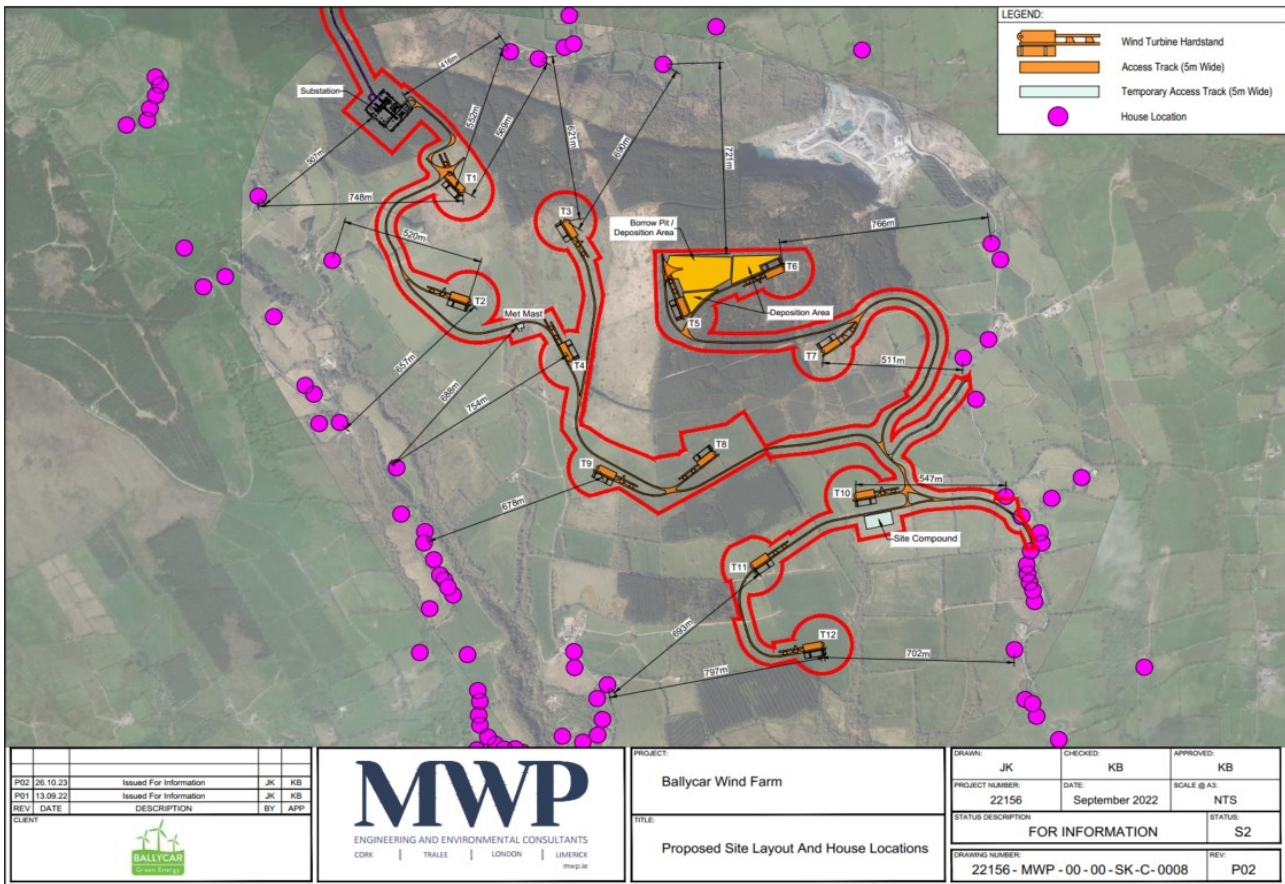 LEGEND:
Wind Turbine Hardstand
Access Track (5m Wide)
Temporary Access Track (5m Wide)
House Location
Substation
418m
552m
569m
621m
690m
721m
567m
748m
T1
520m
T3
Borrow Pit /
Deposition Area
766m
T6
T2
Met Mast
T5
Deposition Area
T4
T7
511m
657m
688m
754m
T8
T9
678m
T10
547m
Site Compound
T11
693m
T12
797m
702m
P02 26.10.23 Issued For Information JK KB
P01 13.09.22 Issued For Information JK KB
REV DATE DESCRIPTION BY APP
CLIENT
BALLYCAR
Green Energy
MWP
ENGINEERING AND ENVIRONMENTAL CONSULTANTS
CORK | TRALEE | LONDON | LIMERICK
mwp.ie
PROJECT:
Ballycar Wind Farm
TITLE:
Proposed Site Layout And House Locations
DRAWN: CHECKED: APPROVED:
JK KB KB
PROJECT NUMBER: DATE: SCALE @ A3:
22156 September 2022 NTS
STATUS DESCRIPTION STATUS:
FOR INFORMATION S2
DRAWING NUMBER: REV:
22156 - MWP - 00 - 00 - SK - C - 0008 P02